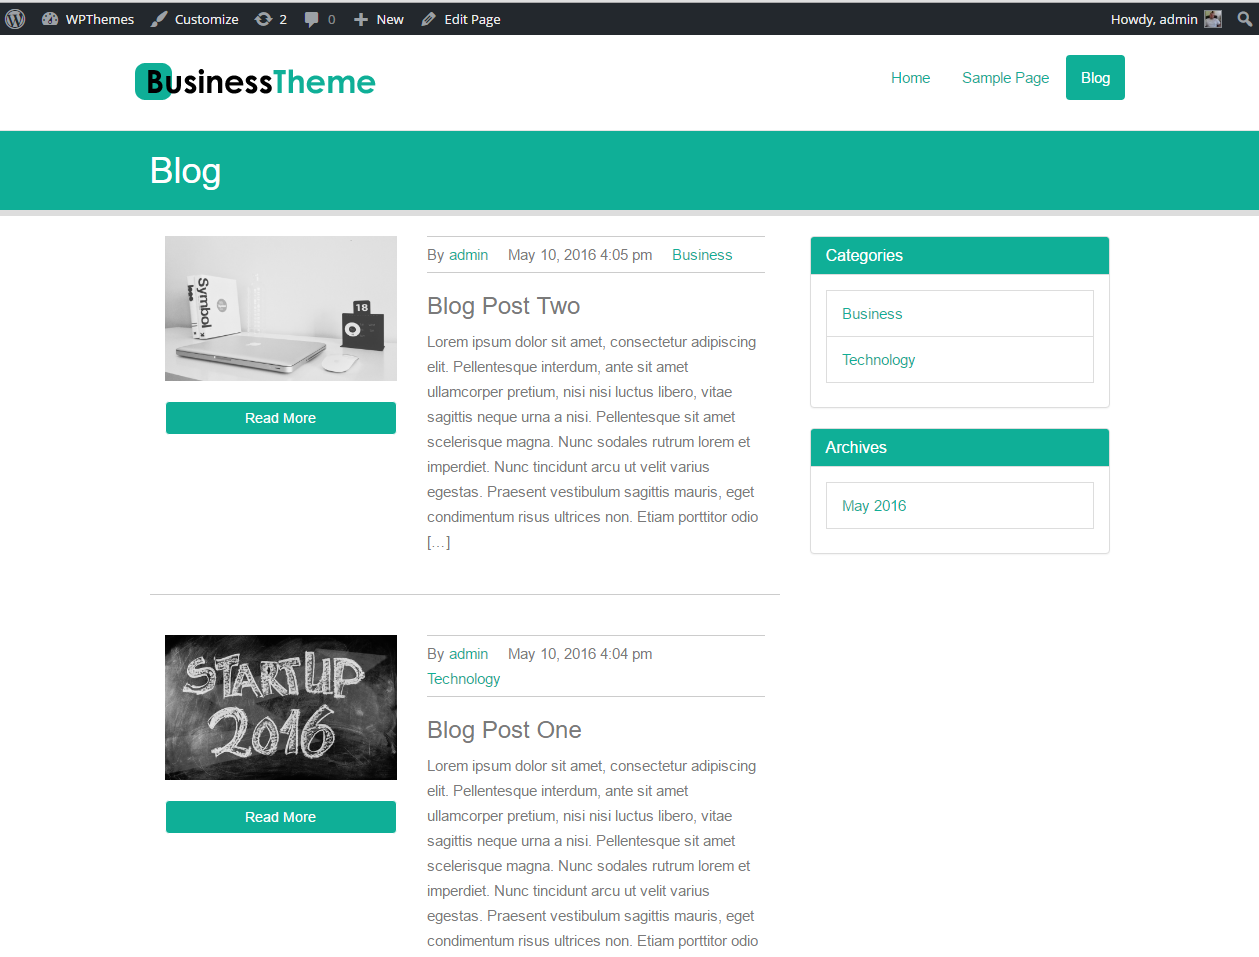 WPThemes Customize 2 0 New Edit Page Howdy, admin
BusinessTheme
Home Sample Page Blog
Blog
Symbol
18
Read More
By admin May 10, 2016 4:05 pm Business
Blog Post Two
Lorem ipsum dolor sit amet, consectetur adipiscing
elit. Pellentesque interdum, ante sit amet
ullamcorper pretium, nisi nisi luctus libero, vitae
sagittis neque urna a nisi. Pellentesque sit amet
scelerisque magna. Nunc sodales rutrum lorem et
imperdiet. Nunc tincidunt arcu ut velit varius
egestas. Praesent vestibulum sagittis mauris, eget
condimentum risus ultrices non. Etiam porttitor odio
[…]
STARTUP
2016
Read More
By admin May 10, 2016 4:04 pm
Technology
Blog Post One
Lorem ipsum dolor sit amet, consectetur adipiscing
elit. Pellentesque interdum, ante sit amet
ullamcorper pretium, nisi nisi luctus libero, vitae
sagittis neque urna a nisi. Pellentesque sit amet
scelerisque magna. Nunc sodales rutrum lorem et
imperdiet. Nunc tincidunt arcu ut velit varius
egestas. Praesent vestibulum sagittis mauris, eget
condimentum risus ultrices non. Etiam porttitor odio
Categories
Business
Technology
Archives
May 2016